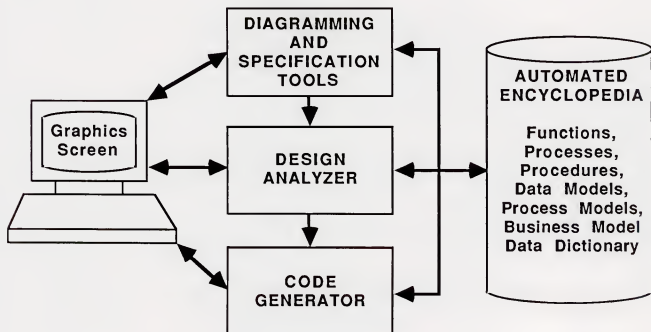 DIAGRAMMING
AND
SPECIFICATION
TOOLS
Graphics
Screen
DESIGN
ANALYZER
CODE
GENERATOR
AUTOMATED
ENCYCLOPEDIA
Functions,
Processes,
Procedures,
Data Models,
Process Models,
Business Model
Data Dictionary